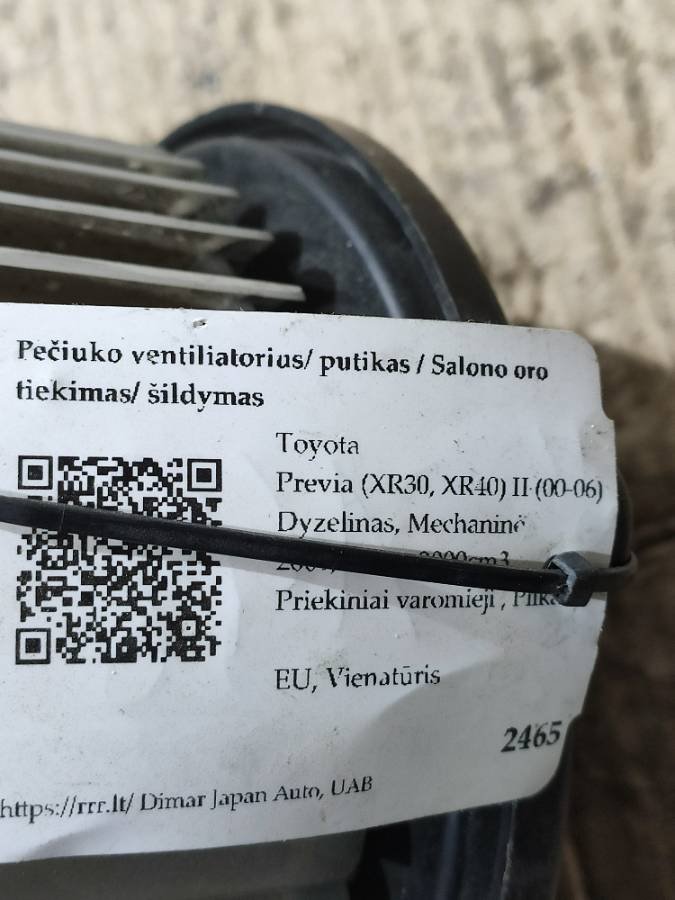 Pečiuko ventiliatorius/ putikas / Salono oro
tiekimas/ šildymas
Toyota
Previa (XR30, XR40) II (00-06)
Dyzelinas, Mechaninė
Priekiniai varomieji ,
EU, Vienatūris
2465
https://rrr.lt/ Dimar Japan Auto, UAB